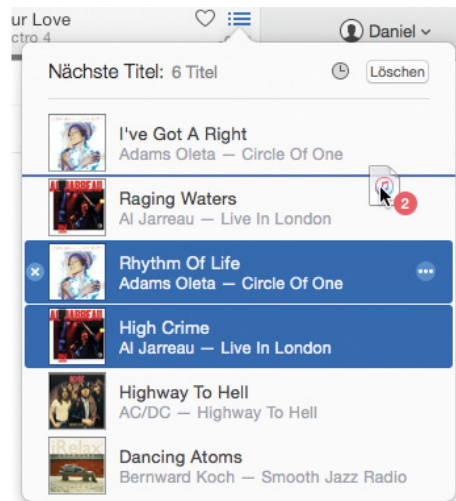 ur Love
ctro 4
Daniel
Nächste Titel: 6 Titel
Löschen
I've Got A Right
Adams Oleta — Circle Of One
2
Raging Waters
Al Jarreau — Live In London
Rhythm Of Life
Adams Oleta — Circle Of One
High Crime
Al Jarreau — Live In London
Highway To Hell
AC/DC — Highway To Hell
iRelax
Dancing Atoms
Bernward Koch — Smooth Jazz Radio